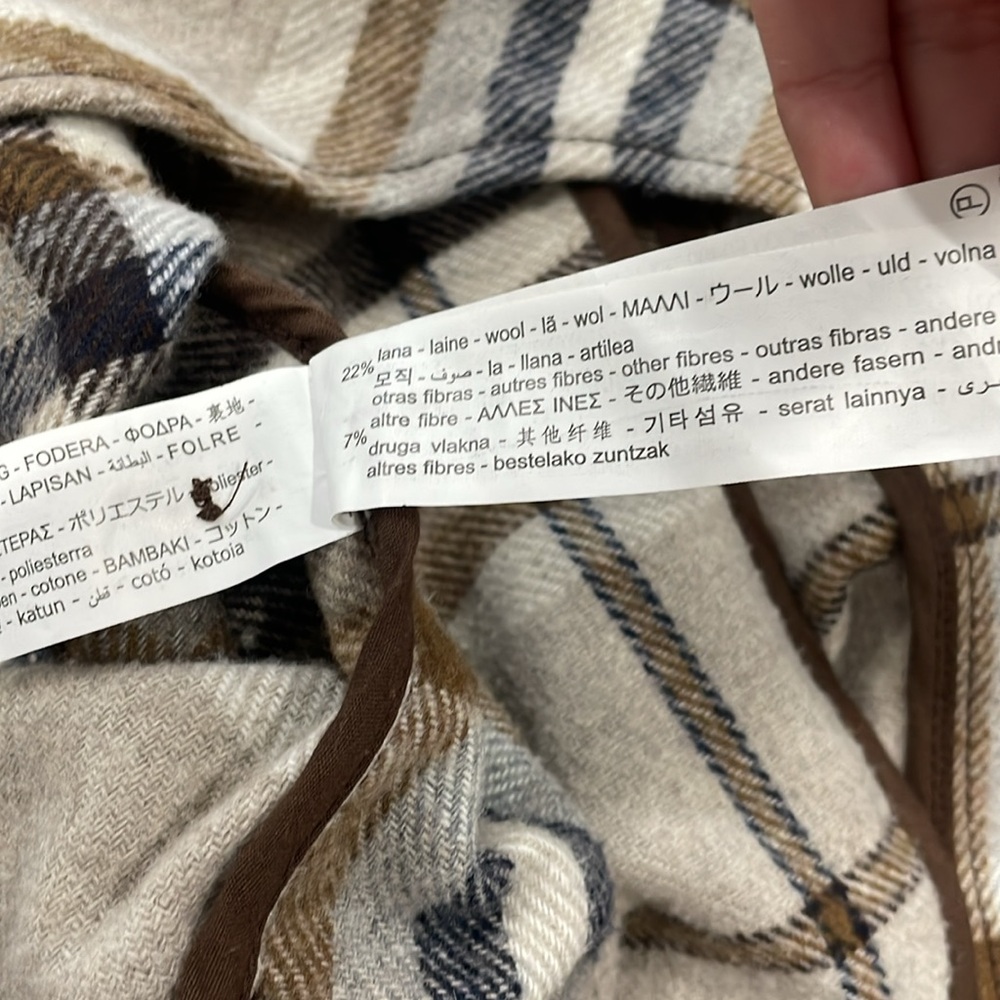 G - FODERA - ΦΟΔΡΑ - 裏地 -
- LAPISAN - البطانة - FOLRE -
ΤΕΡΑΣ - ポリエステル
- poliesterra
en - cotone - BAMBAKI - コットン -
- katun - قطن - cotó - kotoia
22% lana - laine - wool - lã - wol - ΜΑΛΛΙ - ウール - wolle - uld - volna
모직 - صوف - la - llana - artilea
7% otras fibras - autres fibres - other fibres - outras fibras - andere
altre fibre - ΑΛΛΕΣ ΙΝΕΣ - その他繊維 - andere fasern - andr
druga vlakna - 其他纤维 - 기타섬유 - serat lainnya -
altres fibres - bestelako zuntzak